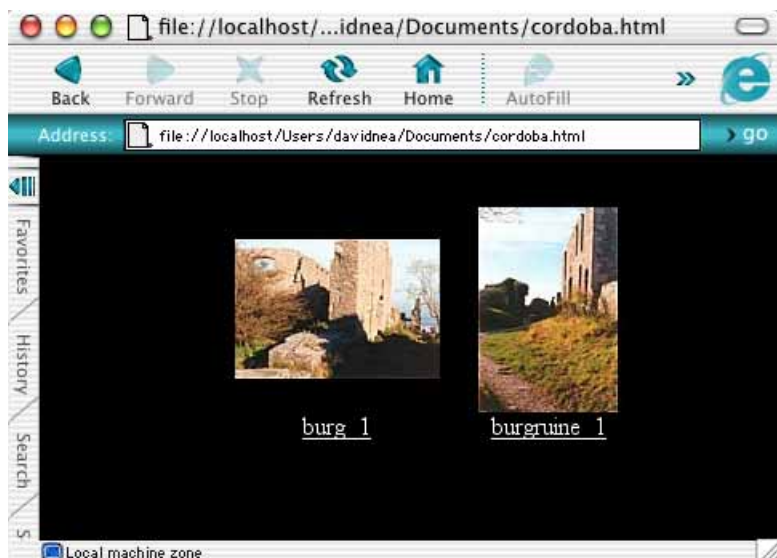 file://localhost/...idnea/Documents/cordoba.html
Back Forward Stop Refresh Home AutoFill »
Address: file://localhost/Users/davidnea/Documents/cordoba.html go
Favorites
History
Search
S
burg 1 burgruine 1
Local machine zone